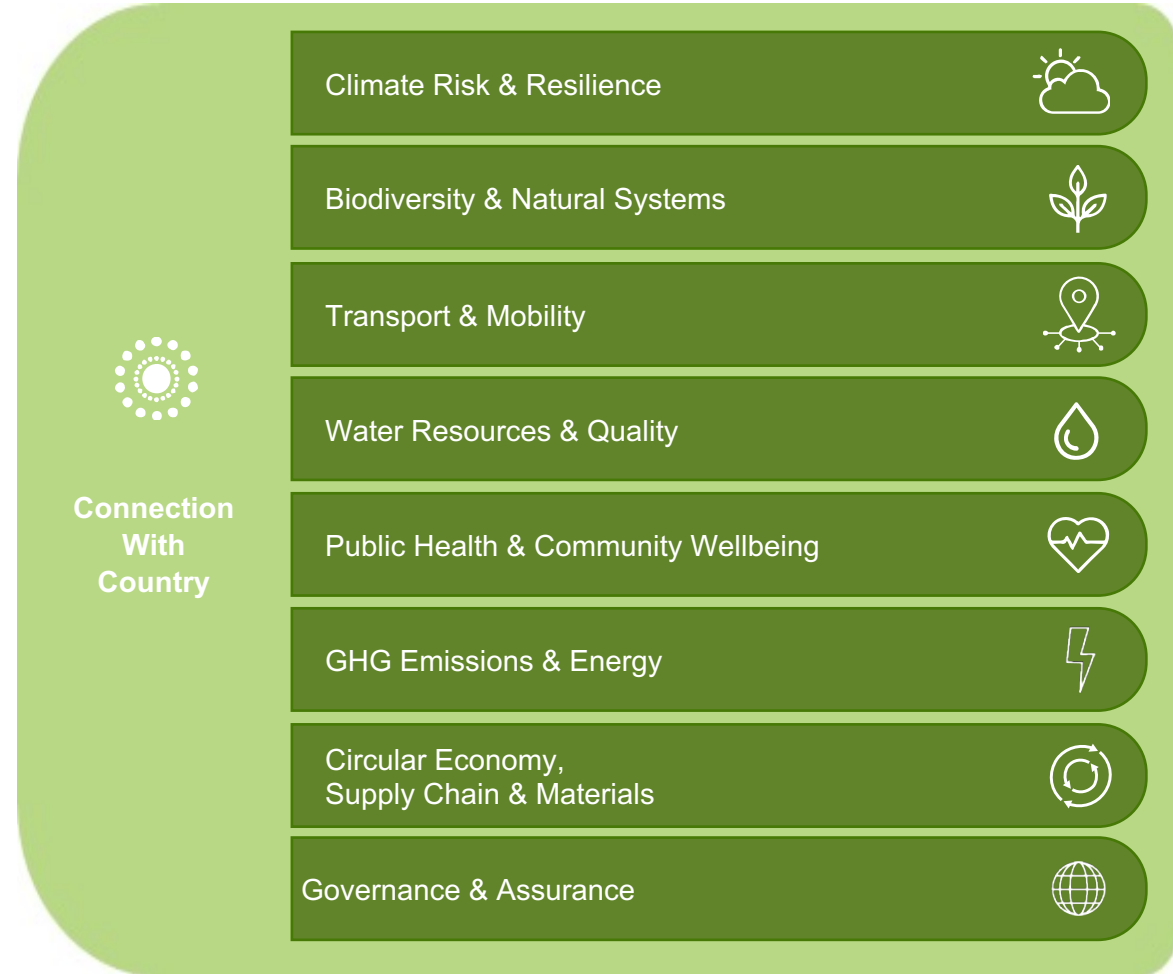 Connection
With
Country
Climate Risk & Resilience
Biodiversity & Natural Systems
Transport & Mobility
Water Resources & Quality
Public Health & Community Wellbeing
GHG Emissions & Energy
Circular Economy,
Supply Chain & Materials
Governance & Assurance